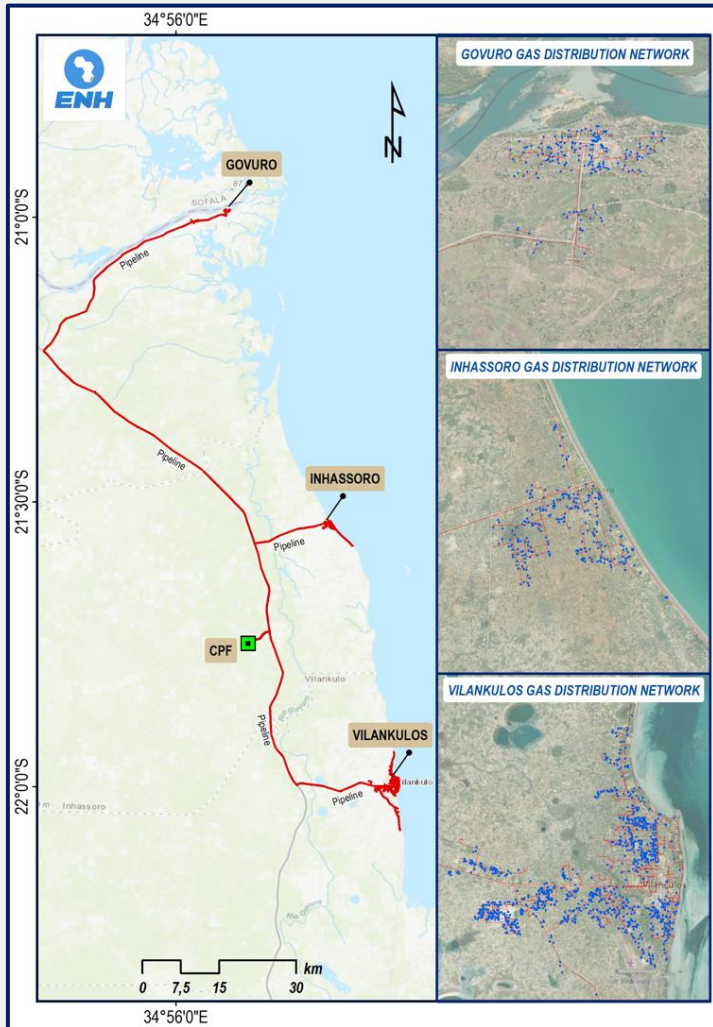 34°56'0"E
ENH
N
GOVURO
SOFALA
Pipeline
21°0'0"S
Pipeline
INHASSORO
21°30'0"S
Pipeline
CPF
Vilankulo
Pipeline
VILANKULOS
Pipeline
22°0'0"S
Inhassoro
km
0 7,5 15 30
34°56'0"E
GOVURO GAS DISTRIBUTION NETWORK
INHASSORO GAS DISTRIBUTION NETWORK
VILANKULOS GAS DISTRIBUTION NETWORK
Vilankulos